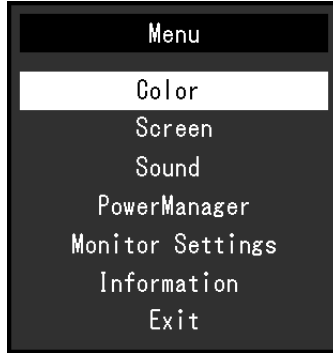 Menu
Color
Screen
Sound
PowerManager
Monitor Settings
Information
Exit